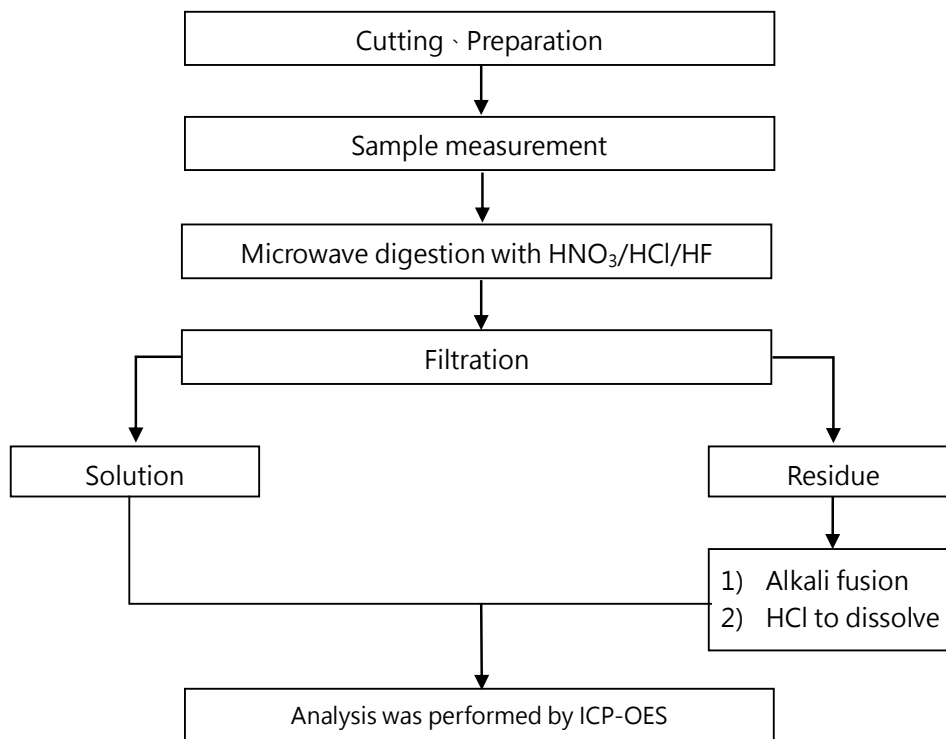 Cutting、Preparation
Sample measurement
Microwave digestion with HNO₃/HCl/HF
Filtration
Solution
Residue
1) Alkali fusion
2) HCl to dissolve
Analysis was performed by ICP-OES